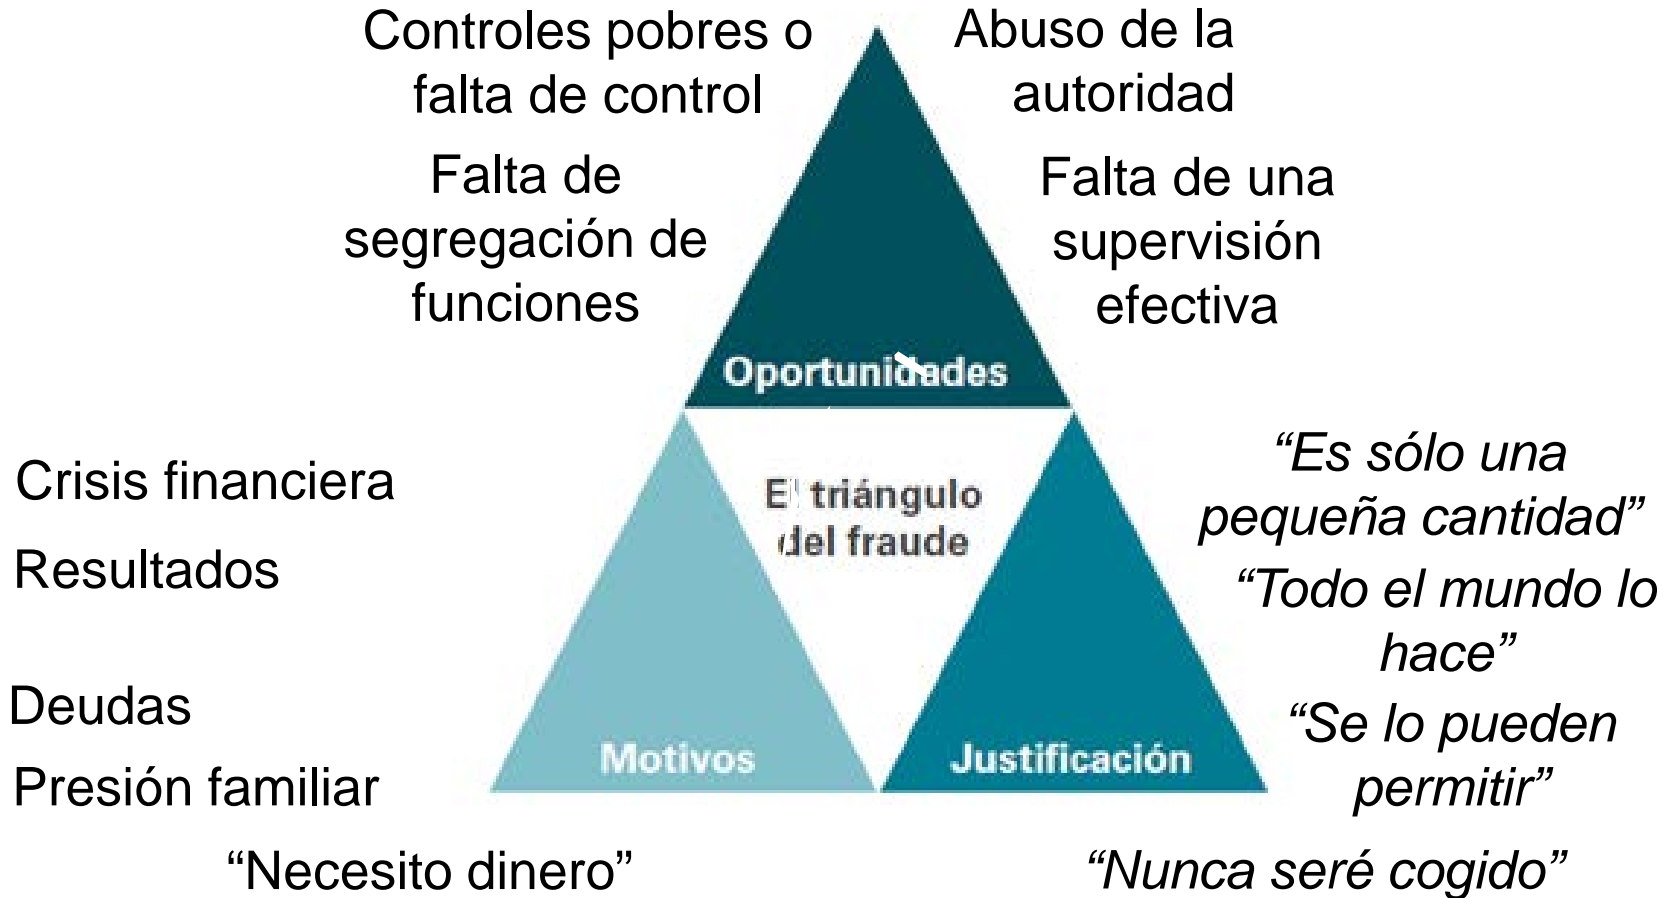 Controles pobres o
falta de control
Abuso de la
autoridad
Falta de
segregación de
funciones
Falta de una
supervisión
efectiva
Oportunidades
El triángulo
del fraude
Crisis financiera
Resultados
Deudas
Presión familiar
“Necesito dinero”
Motivos
Justificación
“Es sólo una
pequeña cantidad”
“Todo el mundo lo
hace”
“Se lo pueden
permitir”
“Nunca seré cogido”